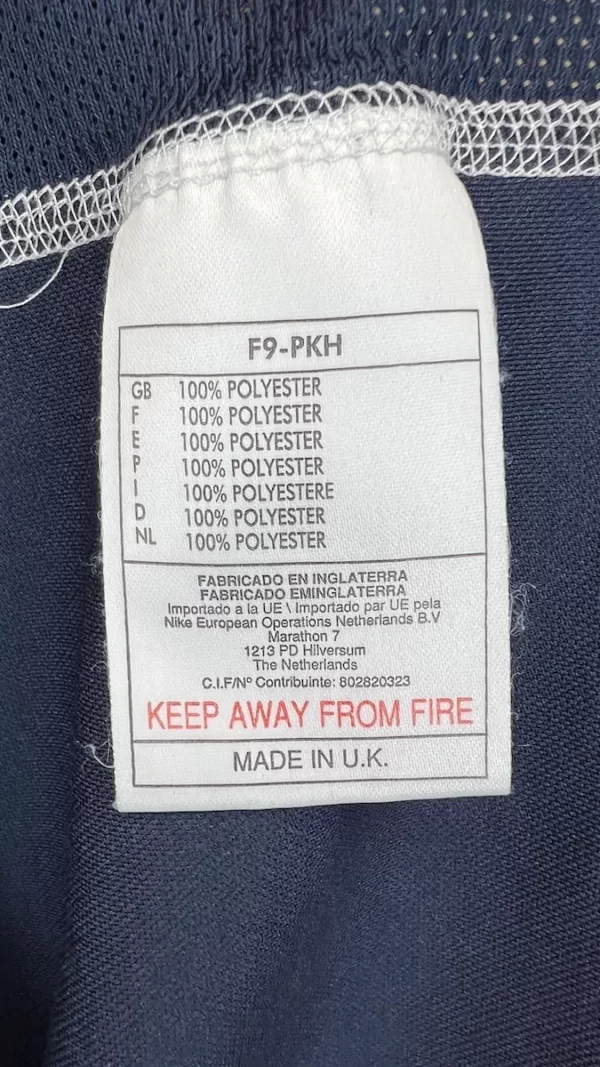 F9-PKH
GB 100% POLYESTER
F 100% POLYESTER
E 100% POLYESTER
P 100% POLYESTER
I 100% POLYESTERE
D 100% POLYESTER
NL 100% POLYESTER
FABRICADO EN INGLATERRA
FABRICADO EMINGLATERRA
Importado a la UE \ Importado par UE pela
Nike European Operations Netherlands B.V
Marathon 7
1213 PD Hilversum
The Netherlands
C.I.F/Nº Contribuinte: 802820323
KEEP AWAY FROM FIRE
MADE IN U.K.